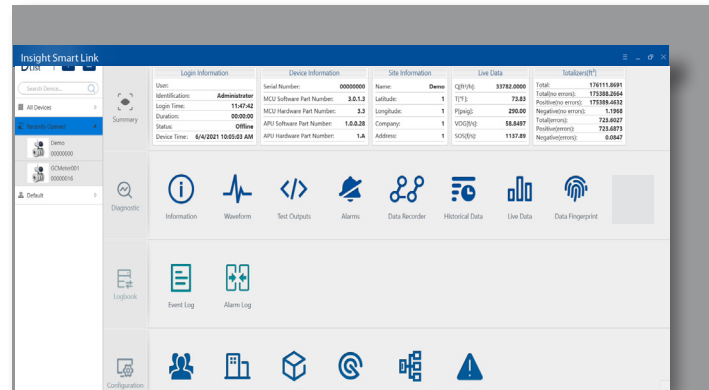 Insight Smart Link
List
Search Device...
All Devices
Recently Opened
Demo
00000000
GCMeter001
00000016
Default
Summary
Login Information
User:
Identification: Administrator
Login Time: 11:47:42
Duration: 00:00:00
Status: Offline
Device Time: 6/4/2021 10:05:03 AM
Device Information
Serial Number: 00000000
MCU Software Part Number: 3.0.1.3
MCU Hardware Part Number: 3.3
APU Software Part Number: 1.0.0.28
APU Hardware Part Number: 1.A
Site Information
Name: Demo
Latitude: 1
Longitude: 1
Company: 1
Address: 1
Live Data
Q[ft³/h]: 33782.0000
T[°F]: 73.83
P[psig]: 290.00
VOG[f/s]: 58.8497
SOS[f/s]: 1137.89
Totalizers(ft³)
Total: 176111.8691
Total(no errors): 175388.2664
Positive(no errors): 175389.4632
Negative(no errors): 1.1968
Total(errors): 723.6027
Positive(errors): 723.6873
Negative(errors): 0.0847
Diagnostic
Information
Waveform
Test Outputs
Alarms
Data Recorder
Historical Data
Live Data
Data Fingerprint
Logbook
Event Log
Alarm Log
Configuration